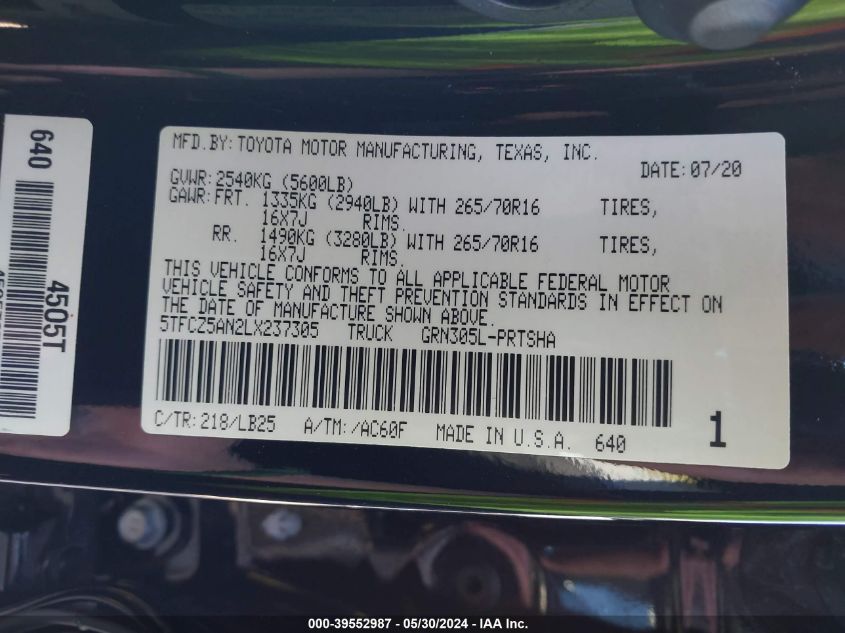 640
4505T
MFD.BY:TOYOTA MOTOR MANUFACTURING, TEXAS, INC.
DATE:07/20
GVWR:2540KG (5600LB)
GAWR:FRT. 1335KG (2940LB) WITH 265/70R16 TIRES,
16X7J RIMS.
RR. 1490KG (3280LB) WITH 265/70R16 TIRES,
16X7J RIMS.
THIS VEHICLE CONFORMS TO ALL APPLICABLE FEDERAL MOTOR
VEHICLE SAFETY AND THEFT PREVENTION STANDARDS IN EFFECT ON
THE DATE OF MANUFACTURE SHOWN ABOVE.
5TFCZ5AN2LX237305 TRUCK GRN305L-PRTSHA
C/TR:218/LB25 A/TM:/AC60F MADE IN U.S.A. 640 1
000-39552987 - 05/30/2024 - IAA Inc.